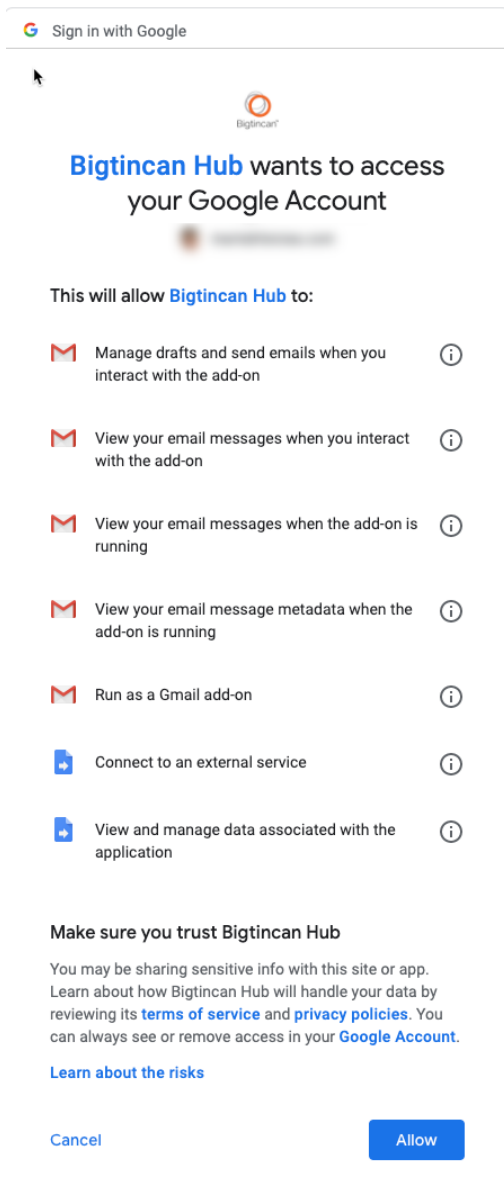 Sign in with Google
Bigtincan
Bigtincan Hub wants to access
your Google Account
This will allow Bigtincan Hub to:
Manage drafts and send emails when you
interact with the add-on
View your email messages when you interact
with the add-on
View your email messages when the add-on is
running
View your email message metadata when the
add-on is running
Run as a Gmail add-on
Connect to an external service
View and manage data associated with the
application
Make sure you trust Bigtincan Hub
You may be sharing sensitive info with this site or app.
Learn about how Bigtincan Hub will handle your data by
reviewing its terms of service and privacy policies. You
can always see or remove access in your Google Account.
Learn about the risks
Cancel
Allow